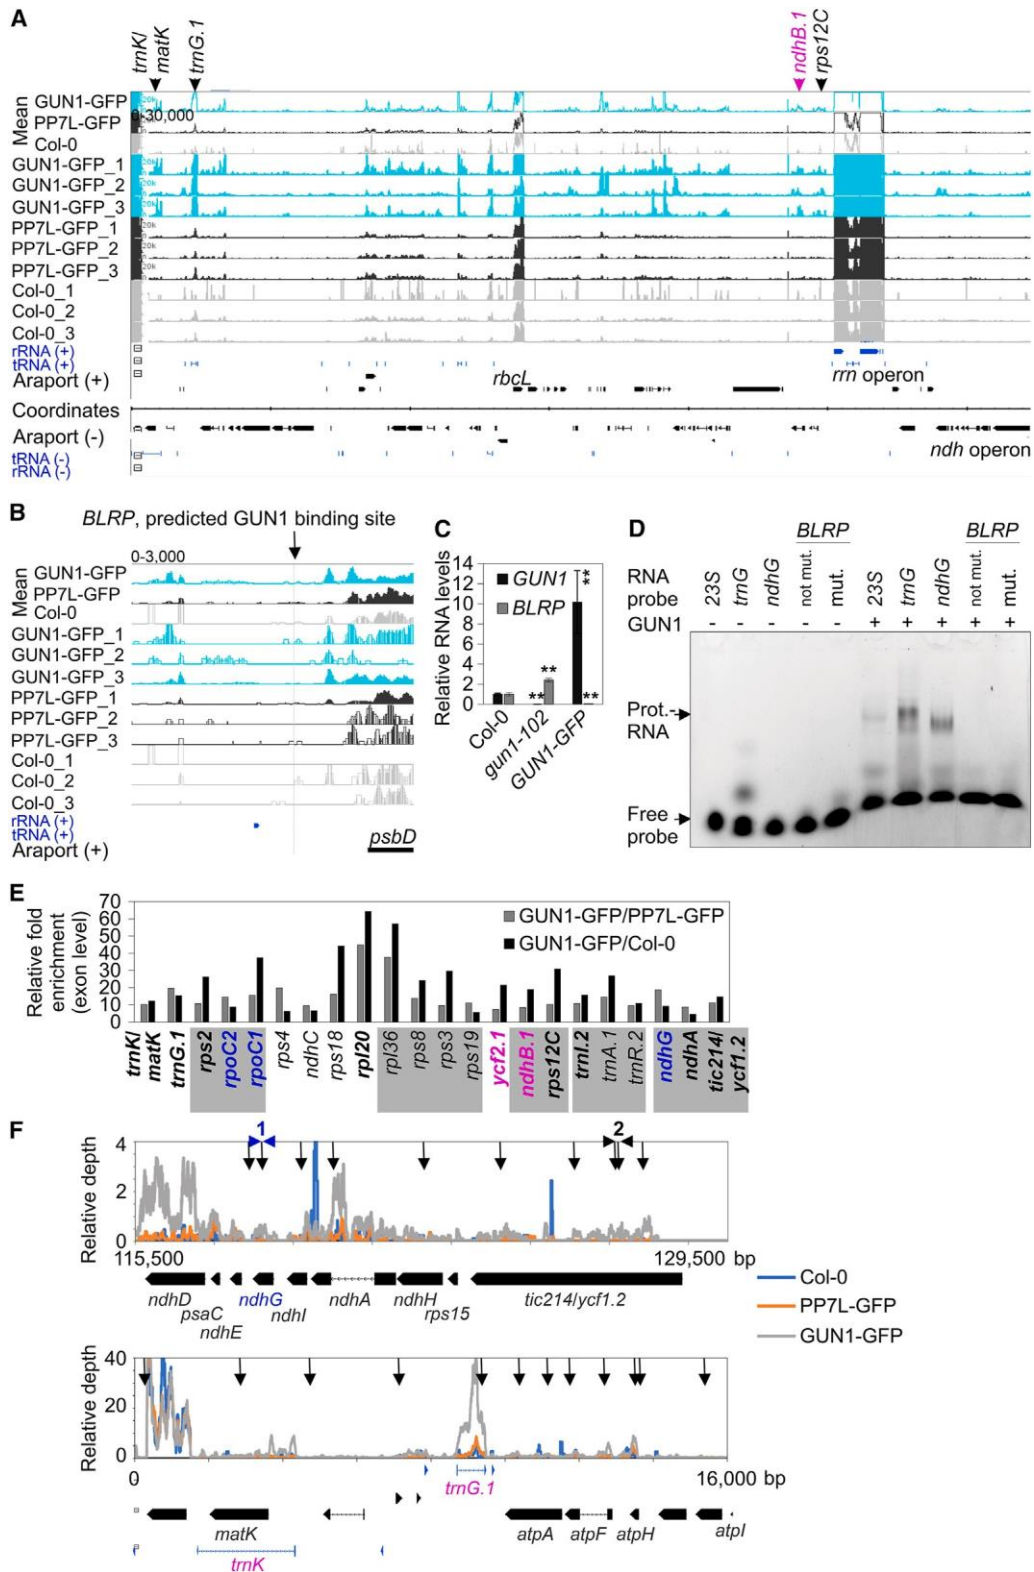 A
trnK/
matK
trnG.1
ndhB.1
rps12C
Mean
GUN1-GFP
0-30,000
PP7L-GFP
Col-0
GUN1-GFP_1
GUN1-GFP_2
GUN1-GFP_3
PP7L-GFP_1
PP7L-GFP_2
PP7L-GFP_3
Col-0_1
Col-0_2
Col-0_3
rRNA (+)
tRNA (+)
Araport (+)
rbcL
rrn operon
Coordinates
Araport (-)
tRNA (-)
rRNA (-)
ndh operon
B
BLRP, predicted GUN1 binding site
0-3,000
Mean
GUN1-GFP
PP7L-GFP
Col-0
GUN1-GFP_1
GUN1-GFP_2
GUN1-GFP_3
PP7L-GFP_1
PP7L-GFP_2
PP7L-GFP_3
Col-0_1
Col-0_2
Col-0_3
rRNA (+)
tRNA (+)
Araport (+)
psbD
C
Relative RNA levels
14
12
10
8
6
4
2
0
GUN1
BLRP
**
**
**
**
Col-0
gun1-102
GUN1-GFP
D
BLRP
BLRP
RNA
probe
23S
trnG
ndhG
not mut.
mut.
23S
trnG
ndhG
not mut.
mut.
GUN1
- - - - - + + + + +
Prot.-
RNA
Free
probe
E
Relative fold
enrichment
(exon level)
70
60
50
40
30
20
10
0
GUN1-GFP/PP7L-GFP
GUN1-GFP/Col-0
trnK/
matK
trnG.1
rps2
rpoC2
rpoC1
rps4
ndhC
rps18
rpl20
rpl36
rps8
rps3
rps19
ycf2.1
ndhB.1
rps12C
trnI.2
trnA.1
trnR.2
ndhG
ndhA
tic214/
ycf1.2
F
Relative depth
4
2
0
1
2
115,500
129,500 bp
ndhD
psaC
ndhE
ndhG
ndhI
ndhA
ndhH
rps15
tic214/ycf1.2
Col-0
PP7L-GFP
GUN1-GFP
Relative depth
40
20
0
0
16,000 bp
trnG.1
matK
atpA
atpF
atpH
atpI
trnK